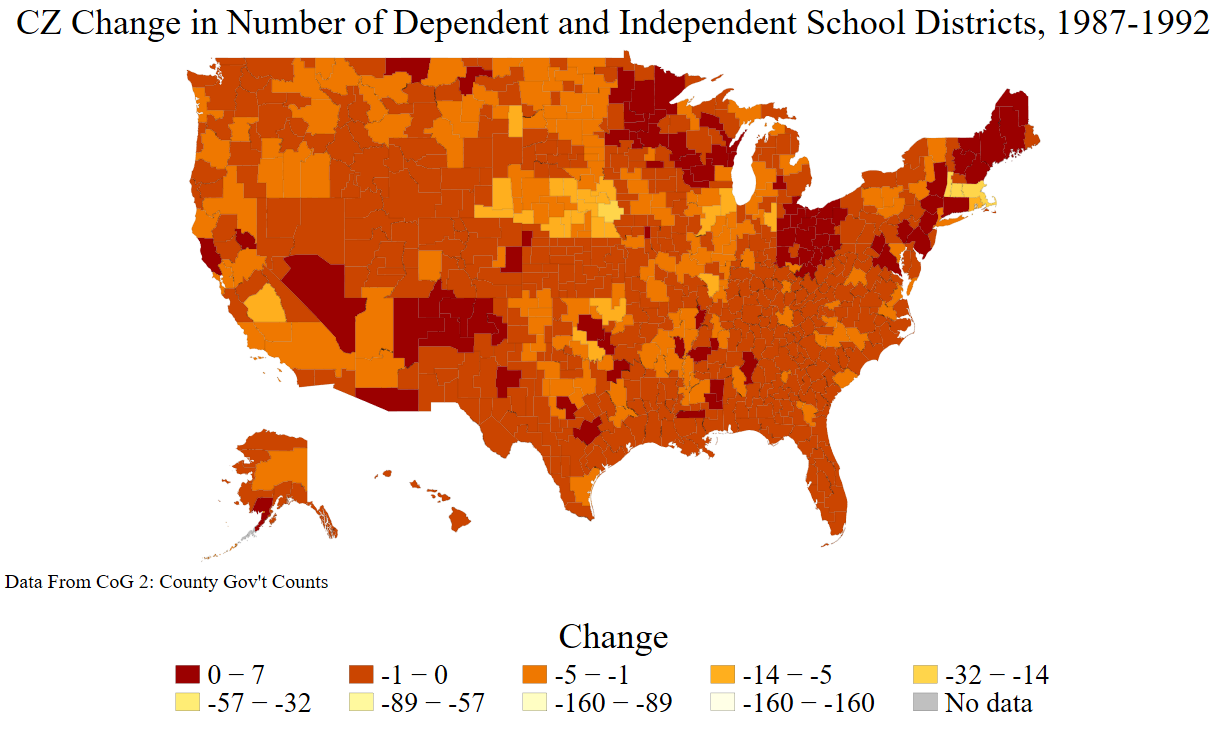 CZ Change in Number of Dependent and Independent School Districts, 1987-1992
Data From CoG 2: County Gov't Counts
Change
0 − 7 -1 − 0 -5 − -1 -14 − -5 -32 − -14
-57 − -32 -89 − -57 -160 − -89 -160 − -160 No data